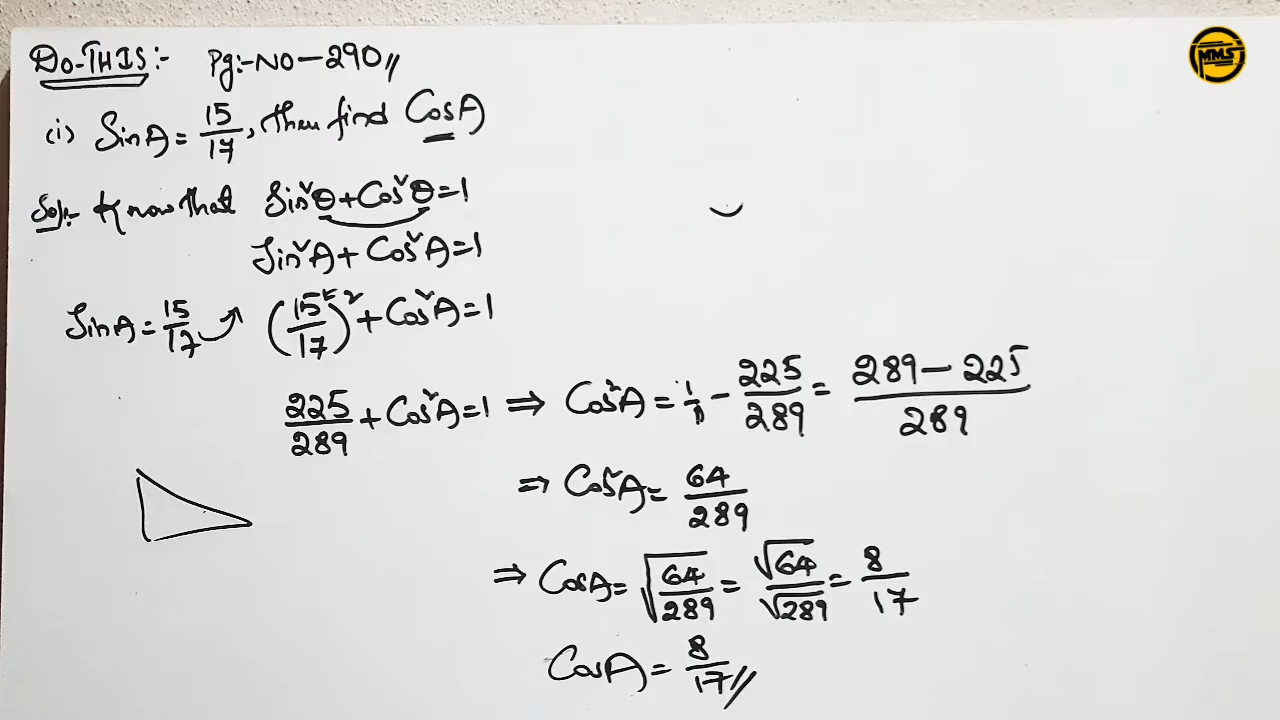 DO-THIS:- Pg:-NO-290//
(i) SinA = 15/17, then find CosA
Sol:- Know that Sin²θ+Cos²θ=1
Sin²A + Cos²A=1
SinA = 15/17 (15/17)² + Cos²A=1
225/289 + Cos²A=1 ⇒ Cos²A = 1/1 - 225/289 = 289-225/289
⇒ Cos²A = 64/289
⇒ CosA = √64/289 = √64/√289 = 8/17
CosA = 8/17//
MMS